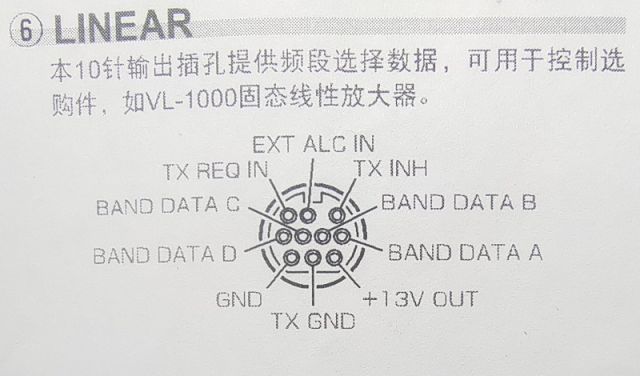 ⑥ LINEAR
本10针输出插孔提供频段选择数据，可用于控制选
购件，如VL-1000固态线性放大器。
EXT ALC IN
TX REQ IN TX INH
BAND DATA C BAND DATA B
BAND DATA D BAND DATA A
GND +13V OUT
TX GND